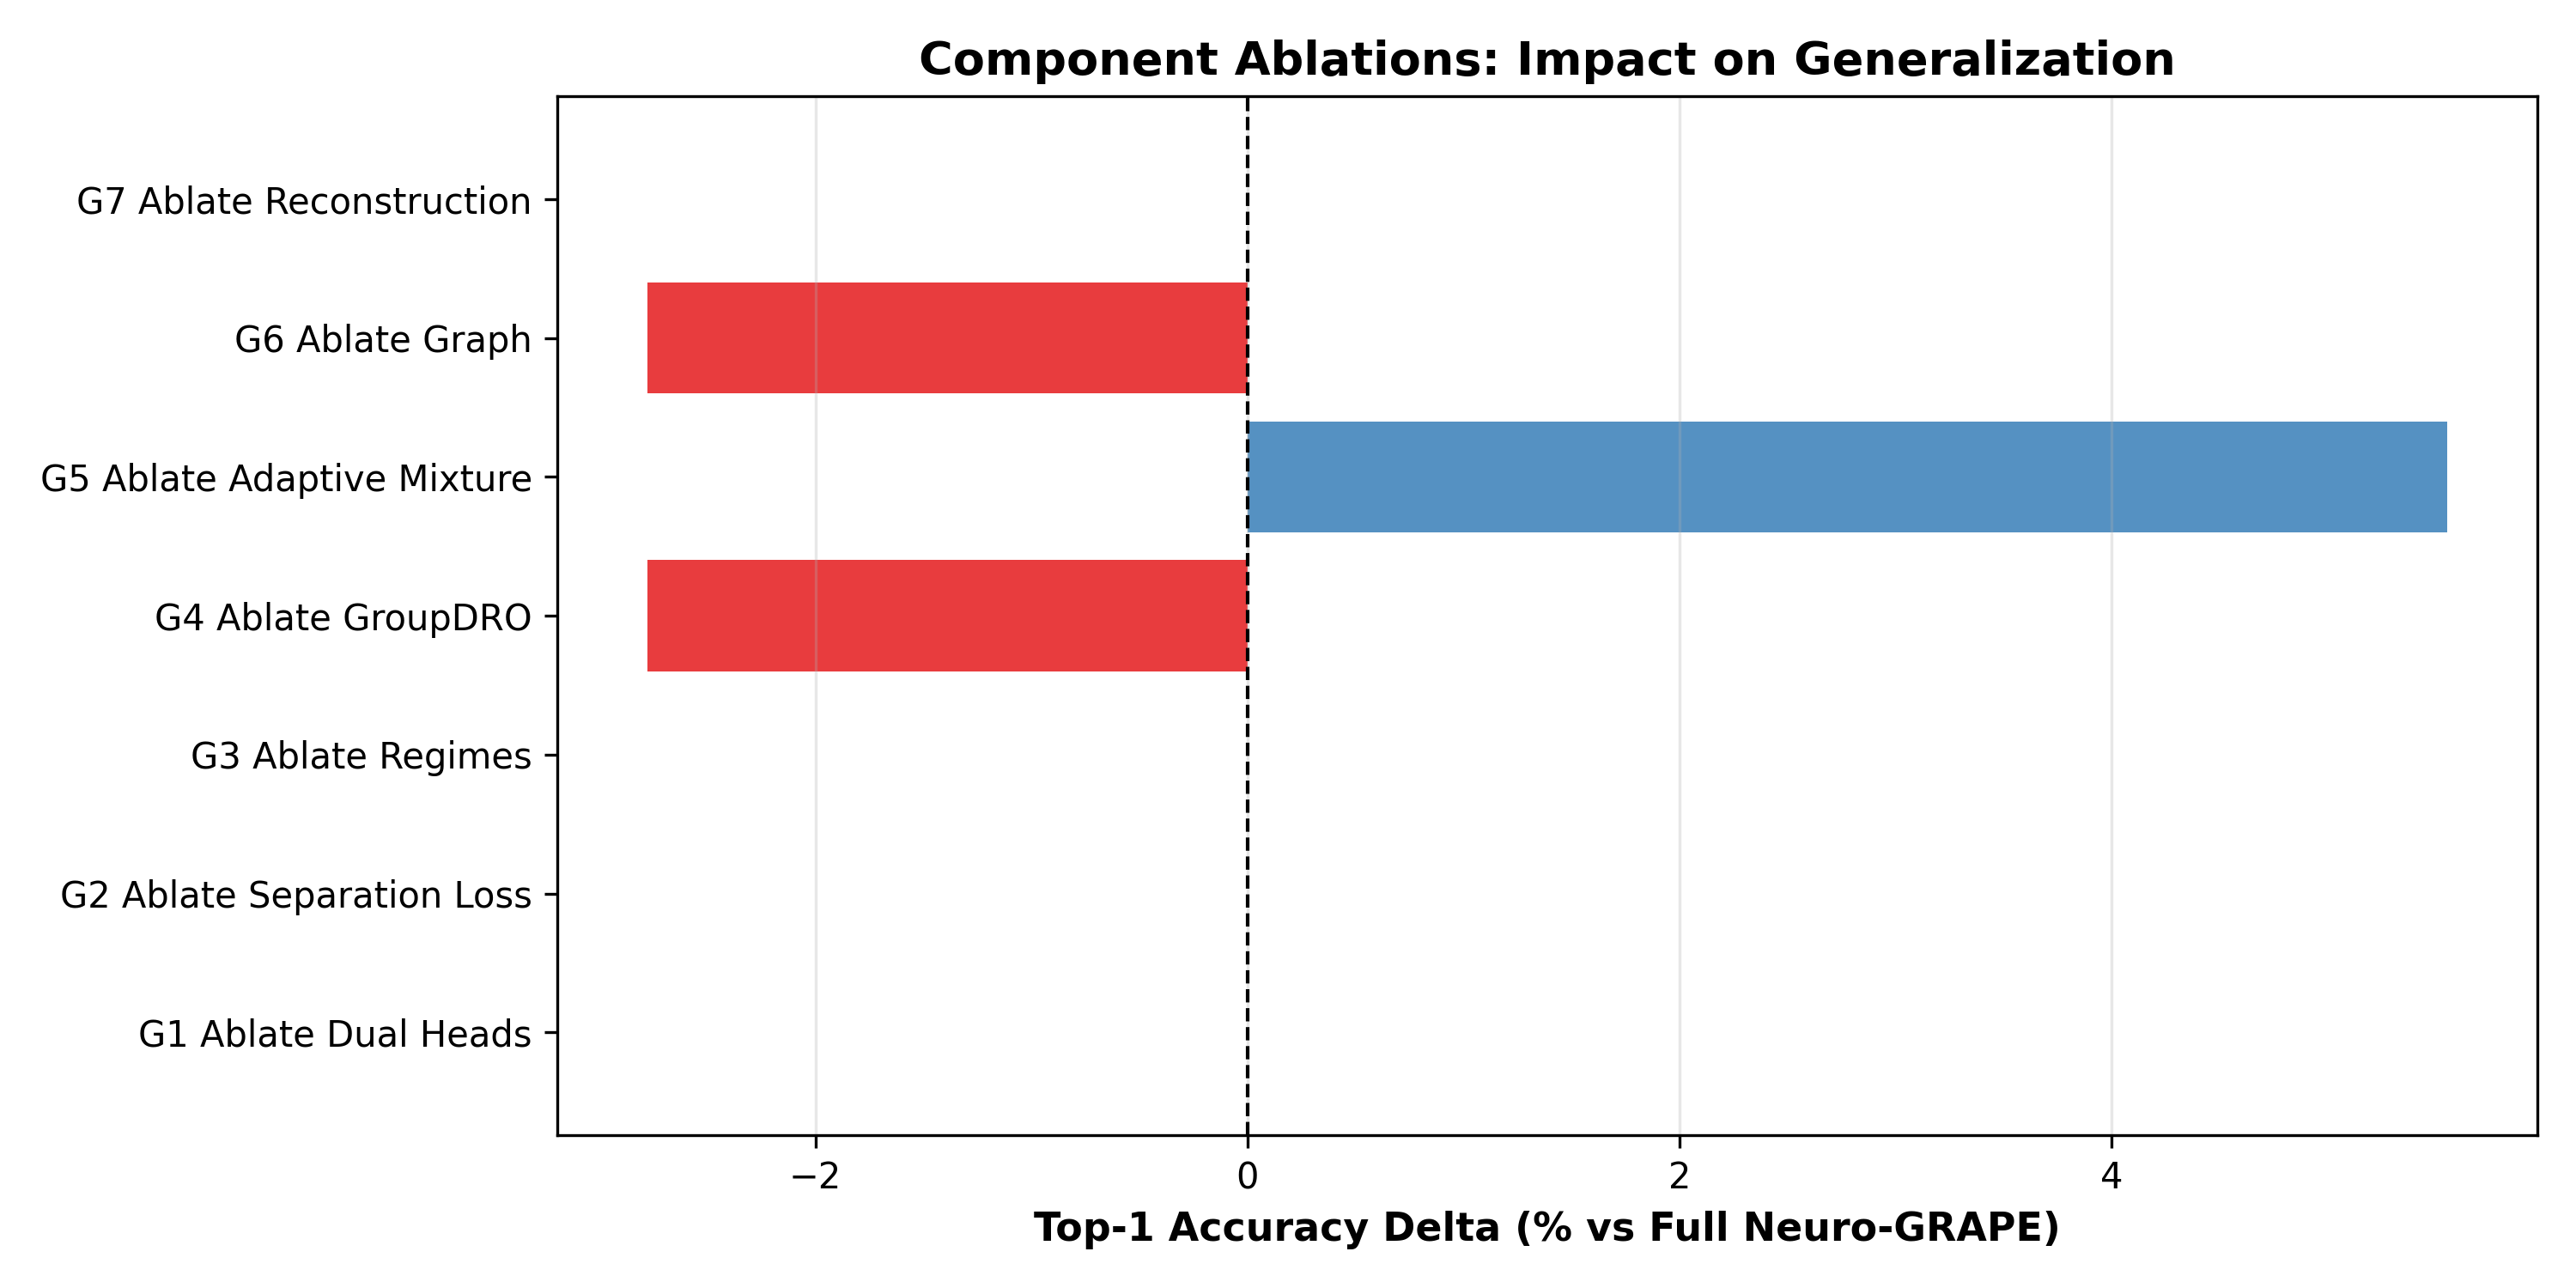 Component Ablations: Impact on Generalization
G7 Ablate Reconstruction
G6 Ablate Graph
G5 Ablate Adaptive Mixture
G4 Ablate GroupDRO
G3 Ablate Regimes
G2 Ablate Separation Loss
G1 Ablate Dual Heads
−2 0 2 4
Top-1 Accuracy Delta (% vs Full Neuro-GRAPE)